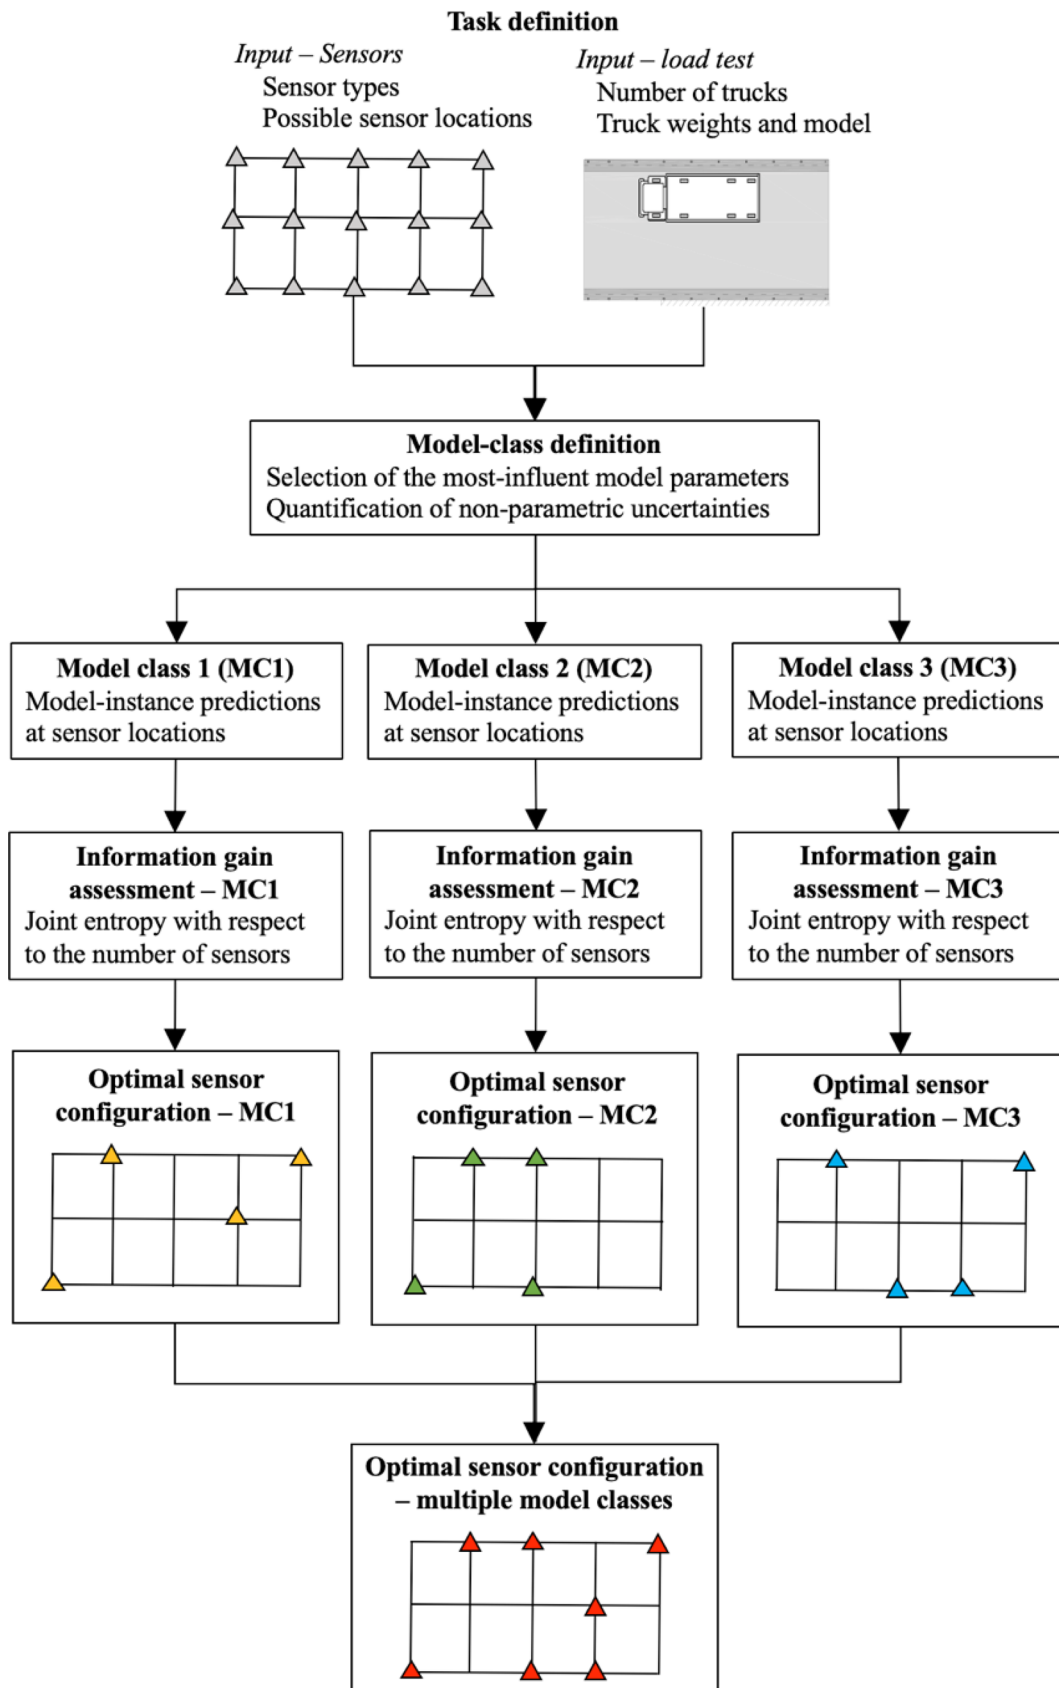 Task definition
Input – Sensors
Sensor types
Possible sensor locations
Input – load test
Number of trucks
Truck weights and model
Model-class definition
Selection of the most-influent model parameters
Quantification of non-parametric uncertainties
Model class 1 (MC1)
Model-instance predictions
at sensor locations
Model class 2 (MC2)
Model-instance predictions
at sensor locations
Model class 3 (MC3)
Model-instance predictions
at sensor locations
Information gain
assessment – MC1
Joint entropy with respect
to the number of sensors
Information gain
assessment – MC2
Joint entropy with respect
to the number of sensors
Information gain
assessment – MC3
Joint entropy with respect
to the number of sensors
Optimal sensor
configuration – MC1
Optimal sensor
configuration – MC2
Optimal sensor
configuration – MC3
Optimal sensor configuration
– multiple model classes